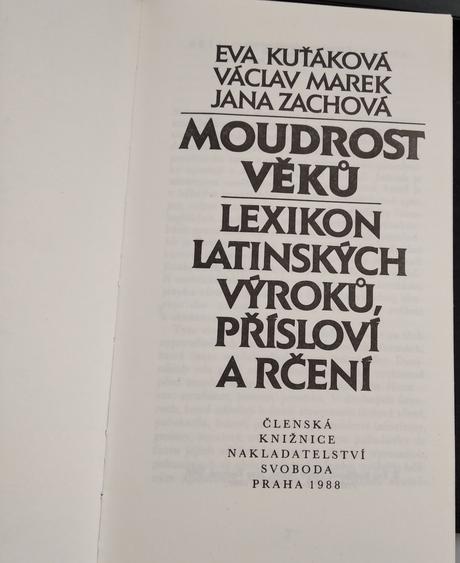 EVA KUŤÁKOVÁ
VÁCLAV MAREK
JANA ZACHOVÁ
MOUDROST
VĚKŮ
LEXIKON
LATINSKÝCH
VÝROKŮ,
PŘÍSLOVÍ
A RČENÍ
ČLENSKÁ
KNIŽNICE
NAKLADATELSTVÍ
SVOBODA
PRAHA 1988